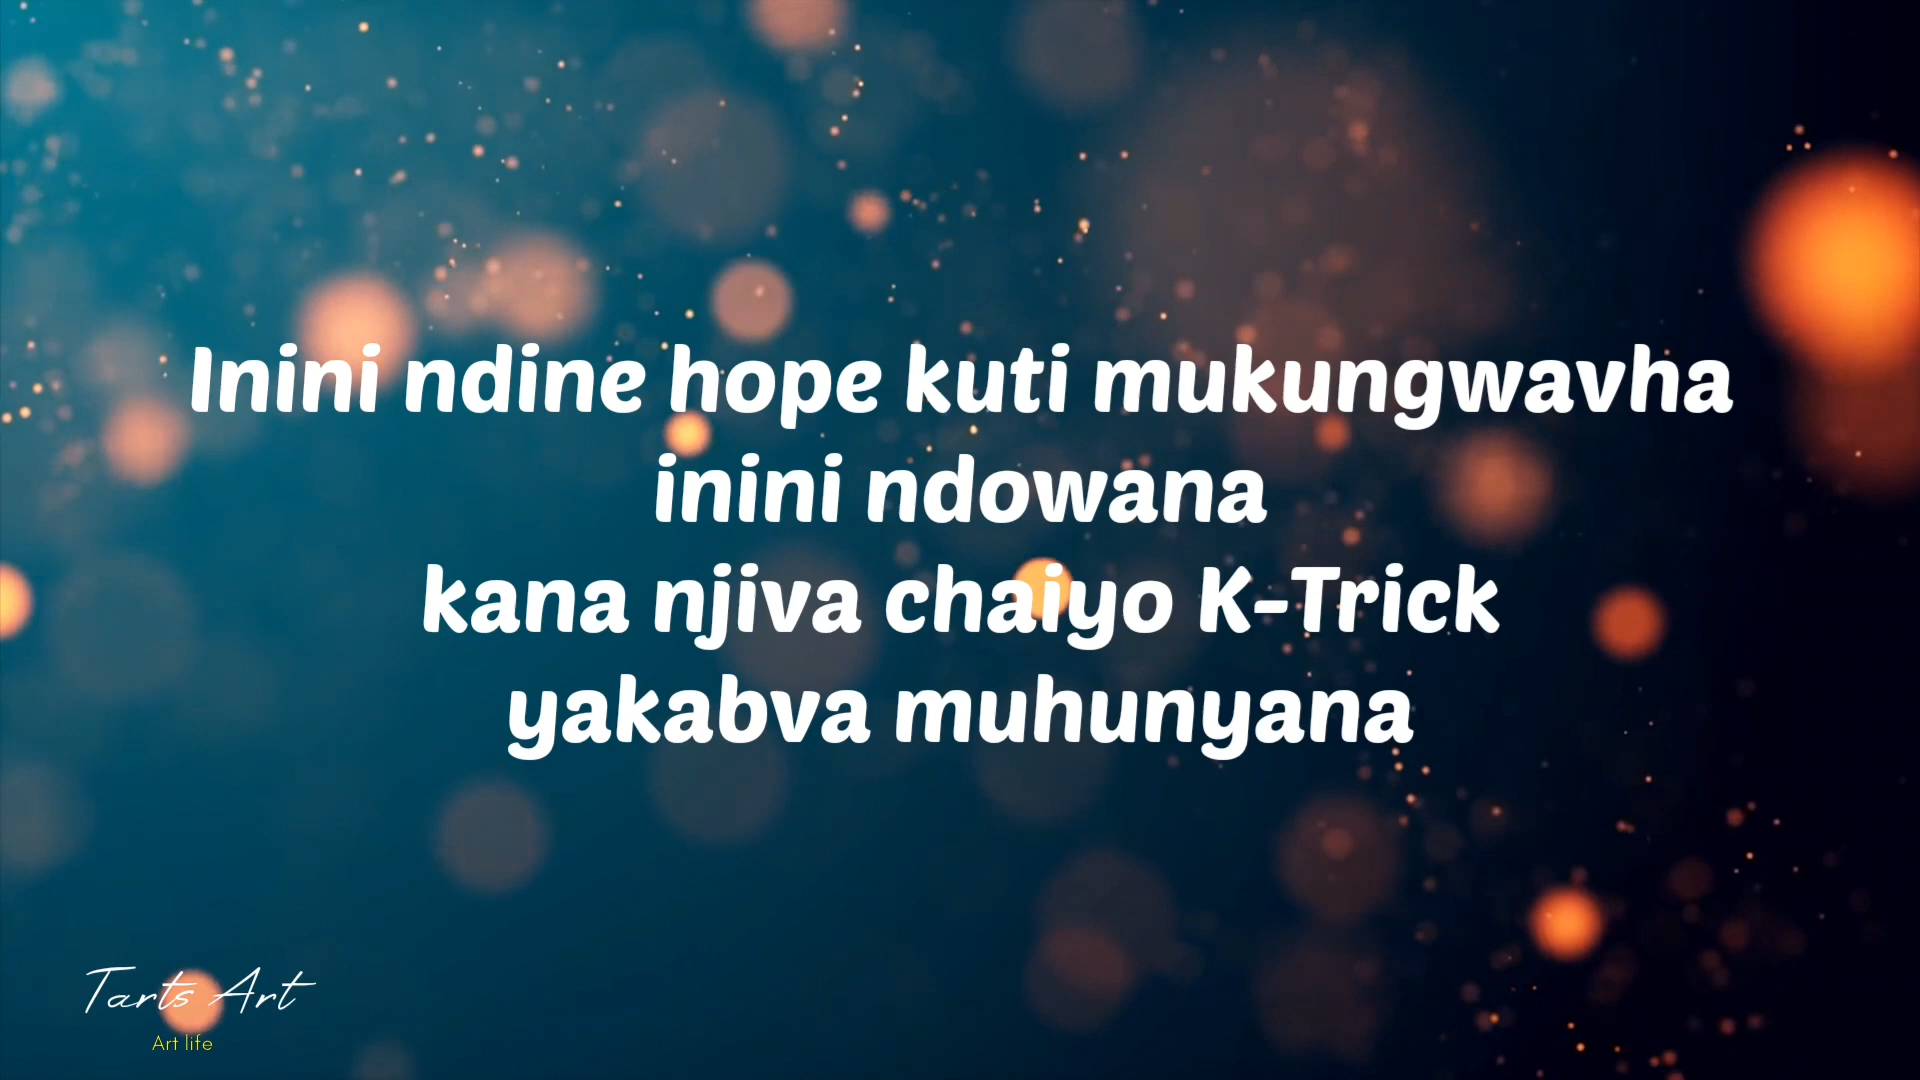 Inini ndine hope kuti mukungwavha
inini ndowana
kana njiva chaiyo K-Trick
yakabva muhunyana
Tarts Art
Art life